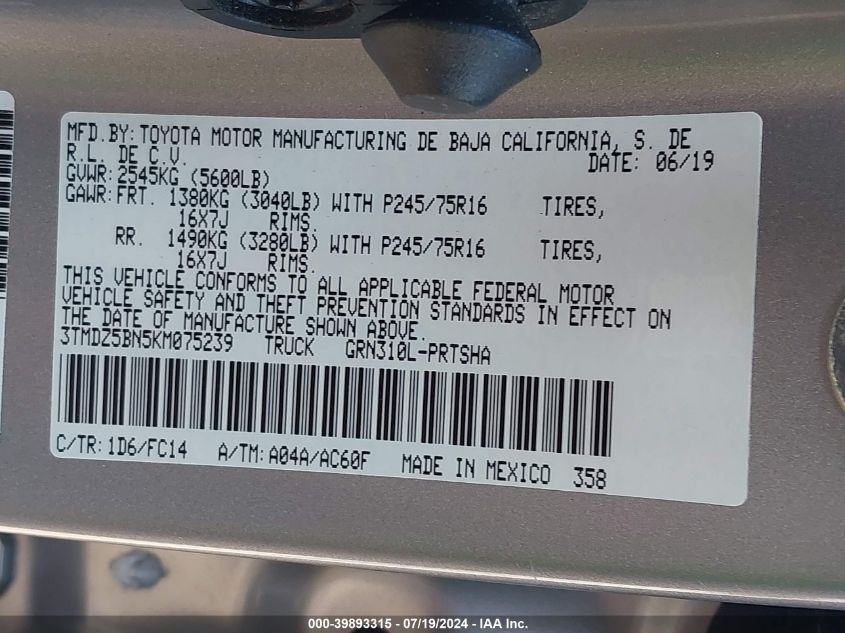 MFD.BY:TOYOTA MOTOR MANUFACTURING DE BAJA CALIFORNIA, S. DE
R.L. DE C.V. DATE: 06/19
GVWR:2545KG (5600LB)
GAWR:FRT. 1380KG (3040LB) WITH P245/75R16 TIRES,
16X7J RIMS.
RR. 1490KG (3280LB) WITH P245/75R16 TIRES,
16X7J RIMS.
THIS VEHICLE CONFORMS TO ALL APPLICABLE FEDERAL MOTOR
VEHICLE SAFETY AND THEFT PREVENTION STANDARDS IN EFFECT ON
THE DATE OF MANUFACTURE SHOWN ABOVE.
3TMDZ5BN5KM075239 TRUCK GRN310L-PRTSHA
C/TR:1D6/FC14 A/TM:A04A/AC60F MADE IN MEXICO 358
000-39893315 - 07/19/2024 - IAA Inc.